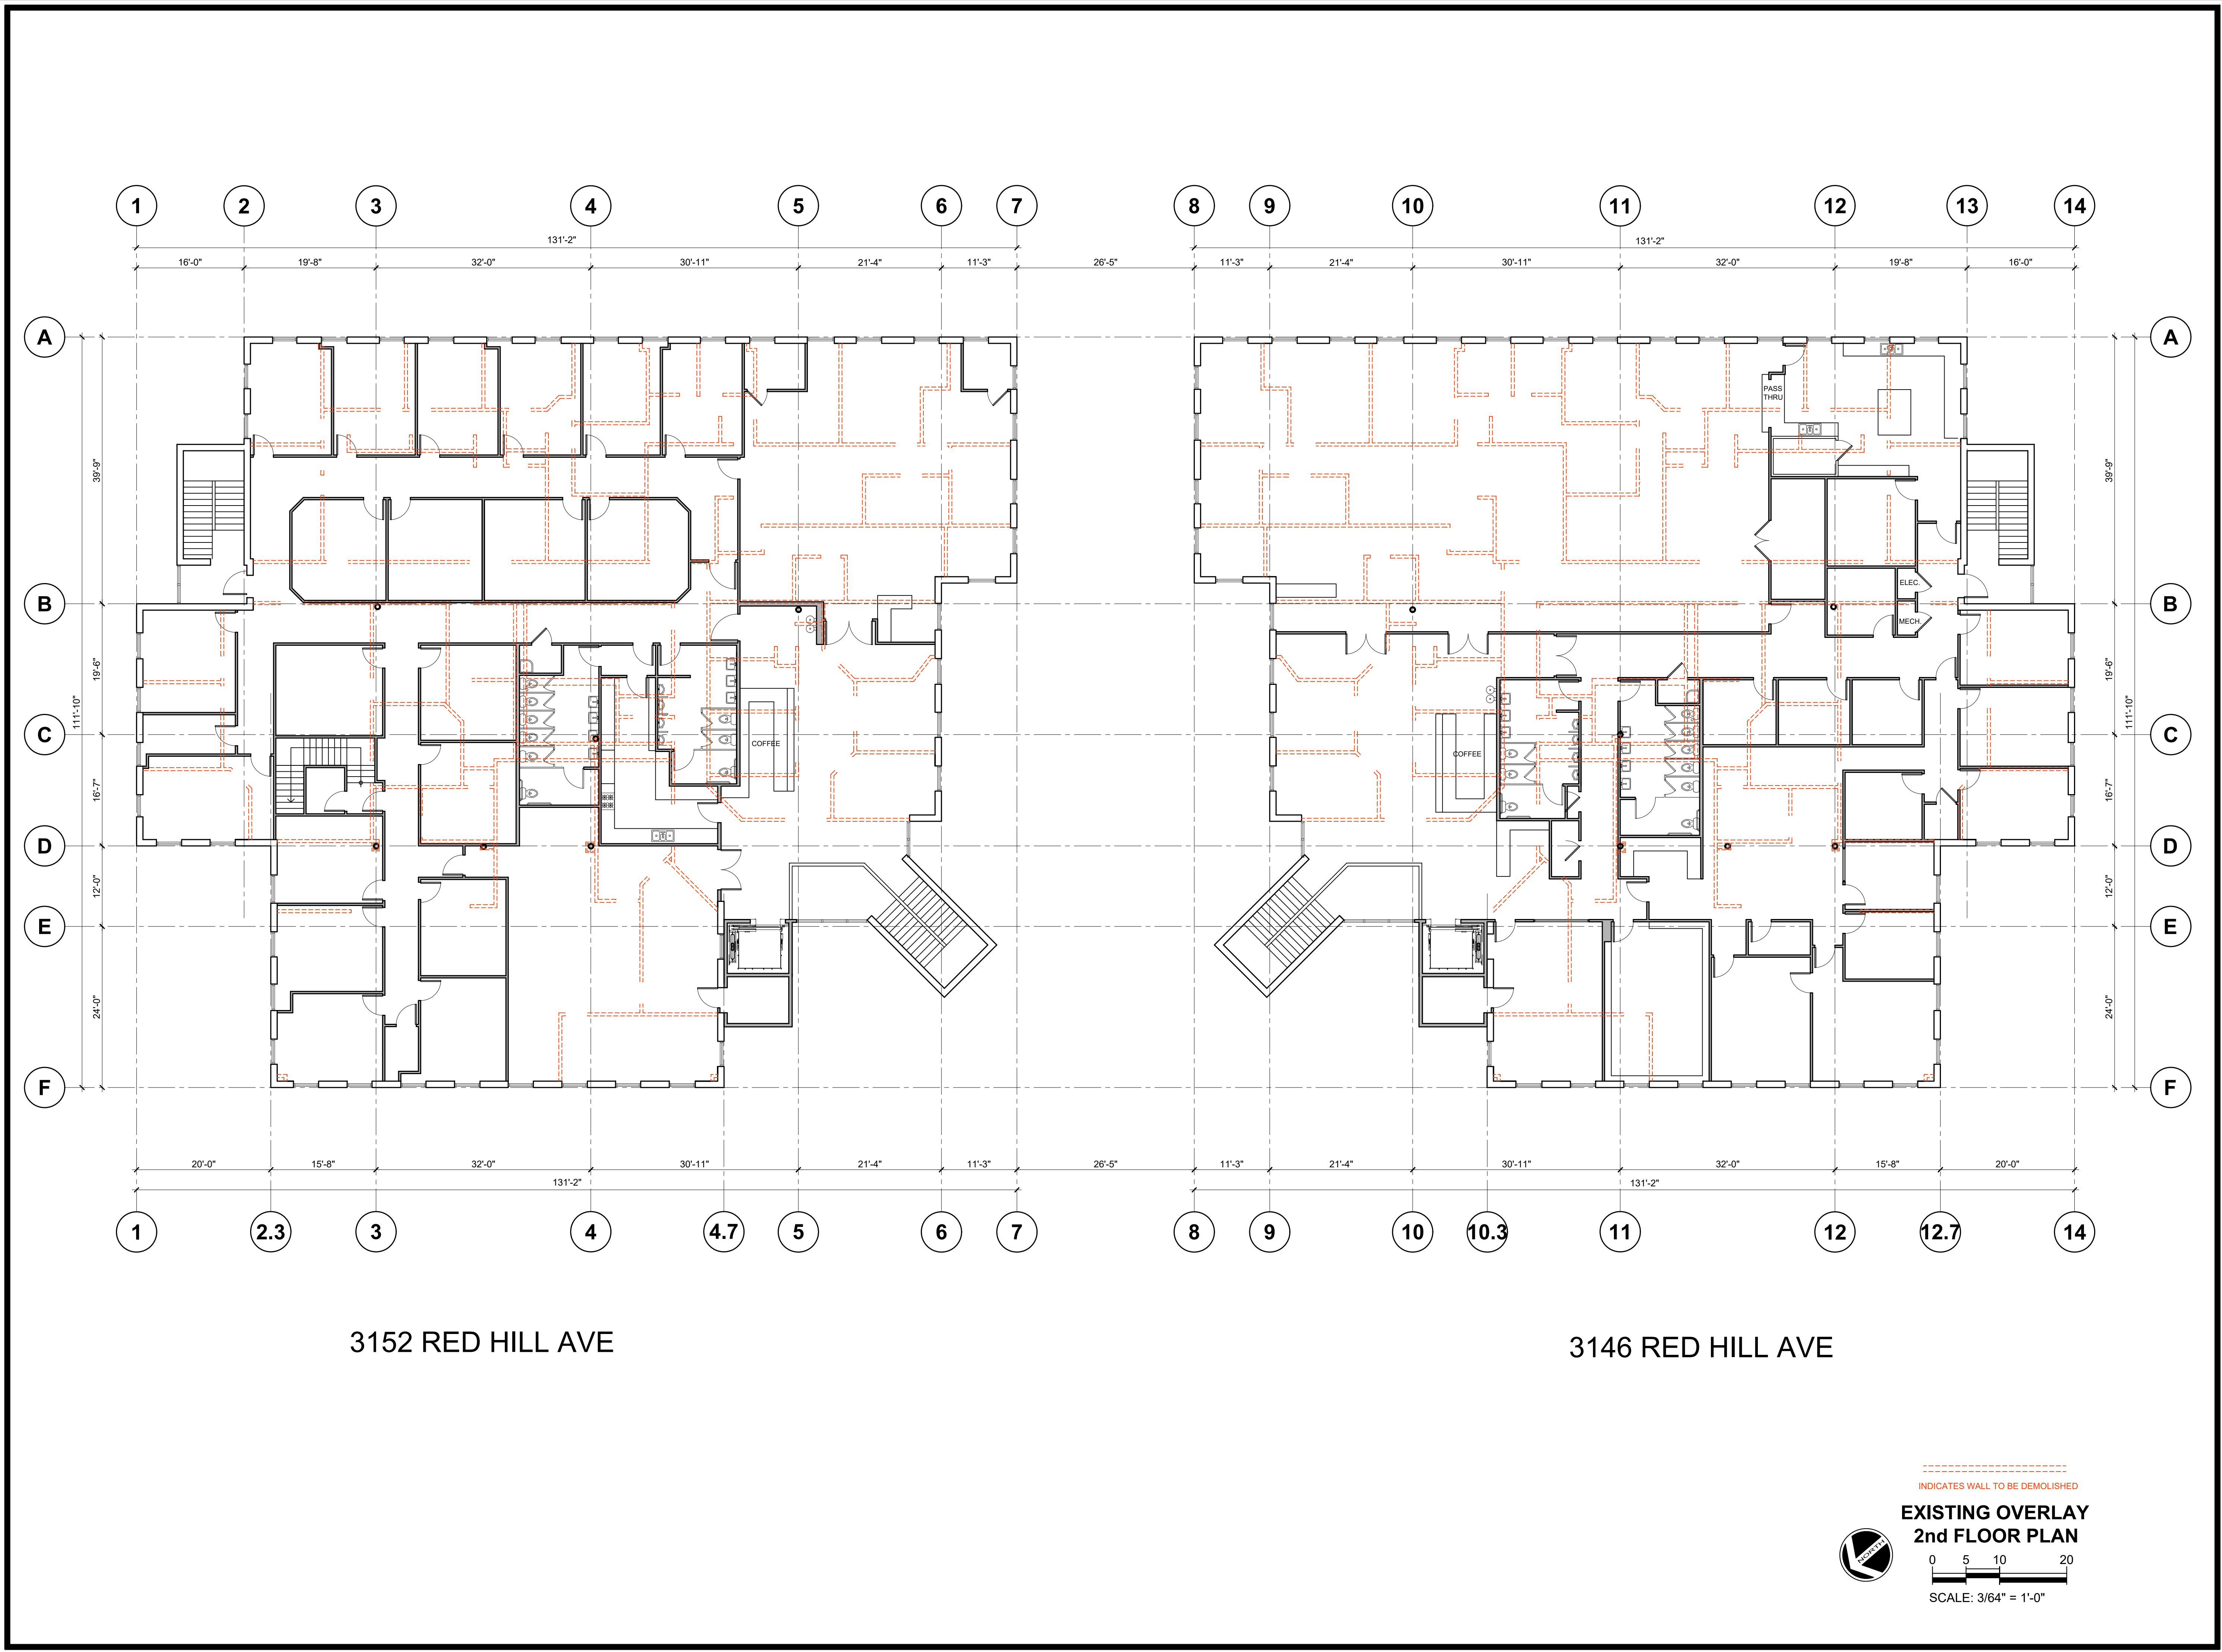 1 2 3 4 5 6 7 8 9 10 11 12 13 14
131'-2" 131'-2"
16'-0" 19'-8" 32'-0" 30'-11" 21'-4" 11'-3" 26'-5" 11'-3" 21'-4" 30'-11" 32'-0" 19'-8" 16'-0"
A A
PASS
THRU
39'-9" 39'-9"
ELEC.
B B
MECH.
19'-6" 19'-6"
111'-10" 111'-10"
C C
COFFEE COFFEE
16'-7" 16'-7"
D D
12'-0" 12'-0"
E E
24'-0" 24'-0"
F F
20'-0" 15'-8" 32'-0" 30'-11" 21'-4" 11'-3" 26'-5" 11'-3" 21'-4" 30'-11" 32'-0" 15'-8" 20'-0"
131'-2" 131'-2"
1 2.3 3 4 4.7 5 6 7 8 9 10 10.3 11 12 12.7 14
3152 RED HILL AVE
3146 RED HILL AVE
INDICATES WALL TO BE DEMOLISHED
EXISTING OVERLAY
2nd FLOOR PLAN
NORTH
0 5 10 20
SCALE: 3/64" = 1'-0"